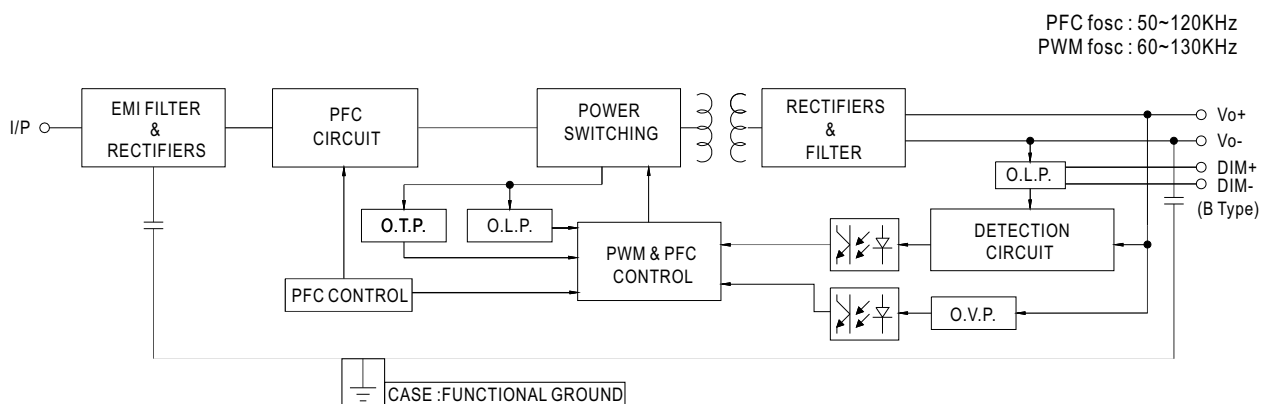 PFC fosc : 50~120KHz
PWM fosc : 60~130KHz
I/P
EMI FILTER
&
RECTIFIERS
PFC
CIRCUIT
POWER
SWITCHING
RECTIFIERS
&
FILTER
Vo+
Vo-
DIM+
DIM-
(B Type)
O.L.P.
O.T.P.
O.L.P.
DETECTION
CIRCUIT
PWM & PFC
CONTROL
PFC CONTROL
O.V.P.
CASE :FUNCTIONAL GROUND